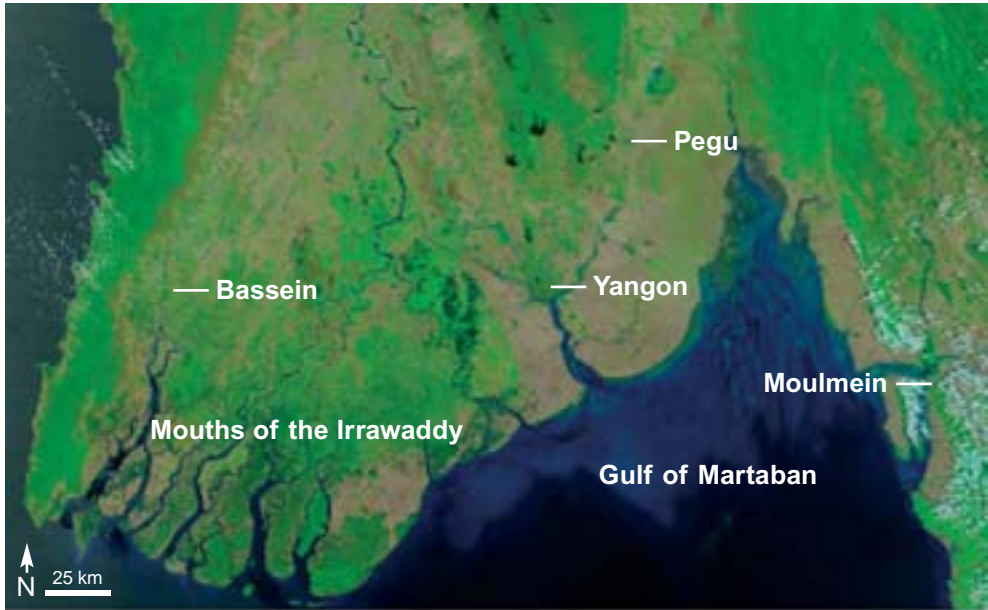 Pegu
Bassein
Yangon
Moulmein
Mouths of the Irrawaddy
Gulf of Martaban
N
25 km